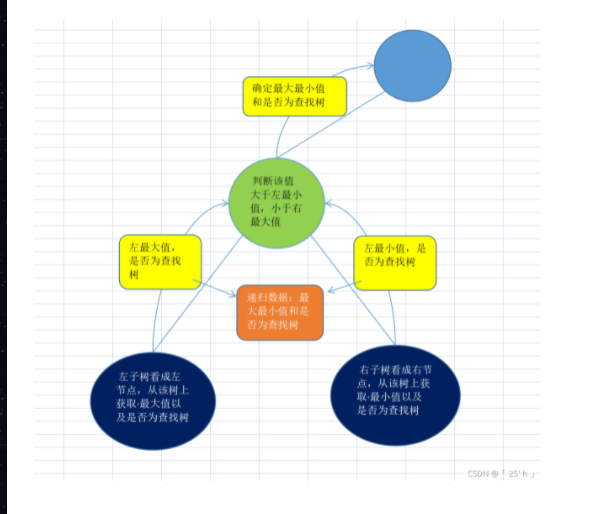 确定最大最小值
和是否为查找树
判断该值
大于左最小
值，小于右
最大值
左最大值，
是否为查找
树
左最小值，是
否为查找树
递归数据：最
大最小值和是
否为查找树
左子树看成左
节点，从该树上
获取·最大值以
及是否为查找树
右子树看成右节
点，从该树上获
取·最小值以及
是否为查找树
CSDN @「 25' h 」